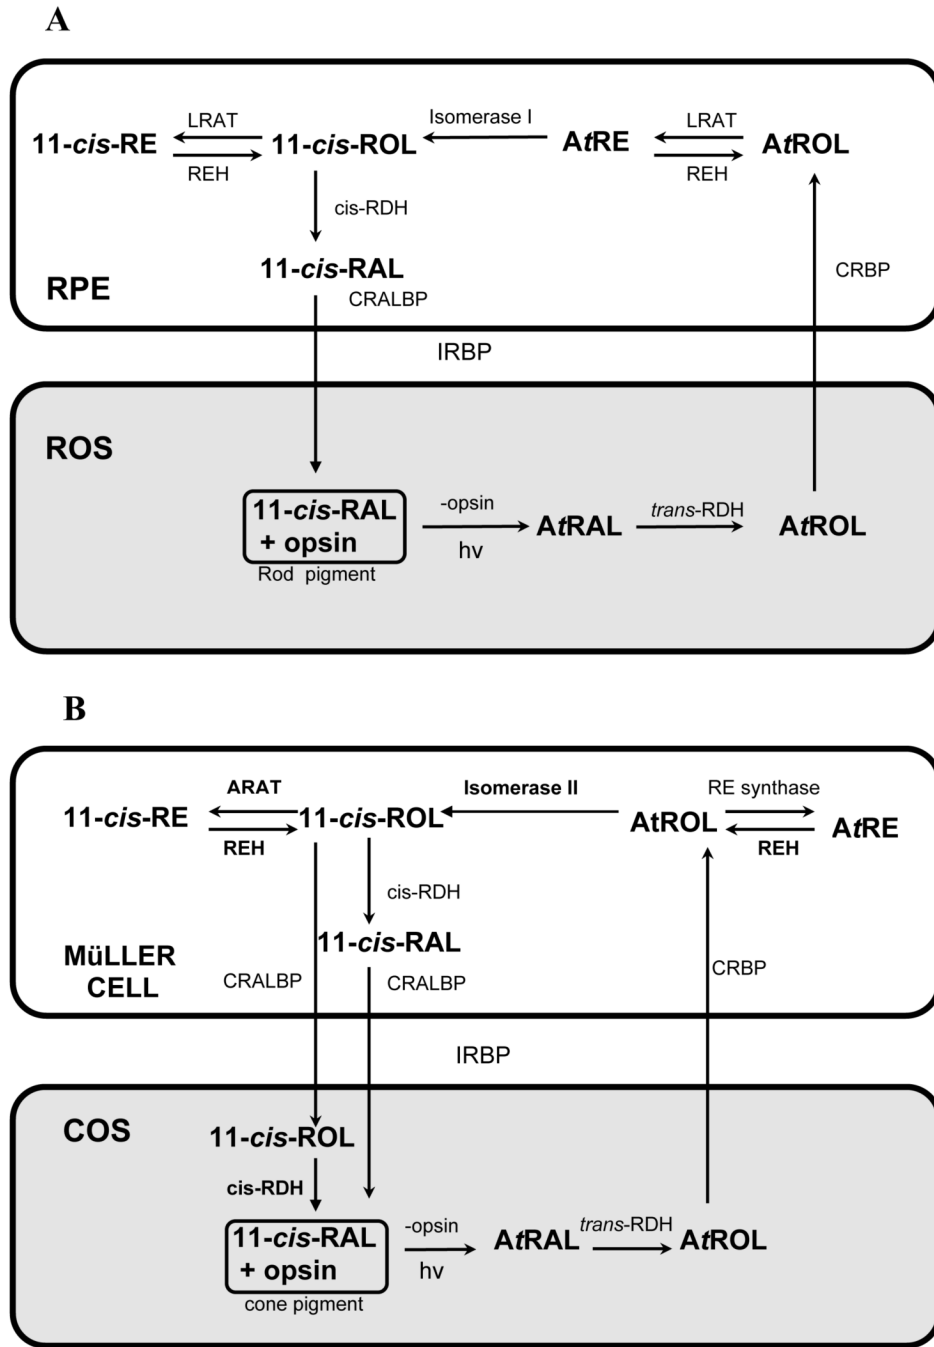 A
LRAT
Isomerase I
LRAT
11-cis-RE
11-cis-ROL
AtRE
AtROL
REH
REH
cis-RDH
11-cis-RAL
CRBP
RPE
CRALBP
IRBP
ROS
11-cis-RAL
+ opsin
-opsin
hv
AtRAL
trans-RDH
AtROL
Rod pigment
B
ARAT
Isomerase II
RE synthase
11-cis-RE
11-cis-ROL
AtROL
AtRE
REH
REH
cis-RDH
11-cis-RAL
MüLLER
CELL
CRALBP
CRALBP
CRBP
IRBP
COS
11-cis-ROL
cis-RDH
11-cis-RAL
+ opsin
-opsin
hv
AtRAL
trans-RDH
AtROL
cone pigment